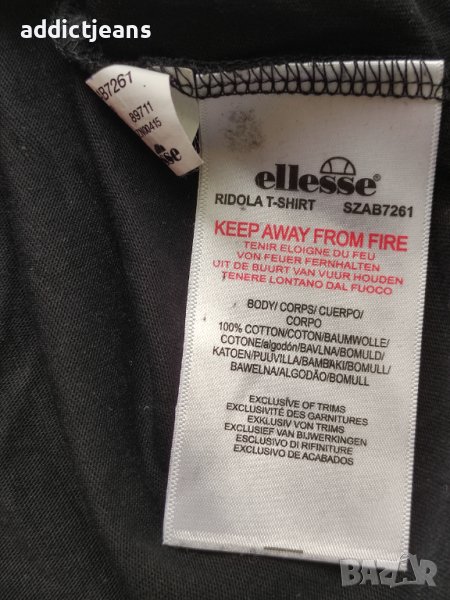 addictjeans
AB7261
89711
ellesse
RIDOLA T-SHIRT SZAB7261
KEEP AWAY FROM FIRE
TENIR ELOIGNE DU FEU
VON FEUER FERNHALTEN
UIT DE BUURT VAN VUUR HOUDEN
TENERE LONTANO DAL FUOCO
BODY/ CORPS/ CUERPO/
CORPO
100% COTTON/COTON/BAUMWOLLE/
COTONE/algodón/BAVLNA/BOMULD/
KATOEN/PUUVILLA/BAMBAKI/BOMULL/
BAWELNA/ALGODÃO/BOMULL
EXCLUSIVE OF TRIMS
EXCLUSIVITÉ DES GARNITURES
EXKLUSIV VON TRIMS
EXCLUSIEF VAN BIJWERKINGEN
ESCLUSIVO DI RIFINITURE
EXCLUSIVO DE ACABADOS
bazar